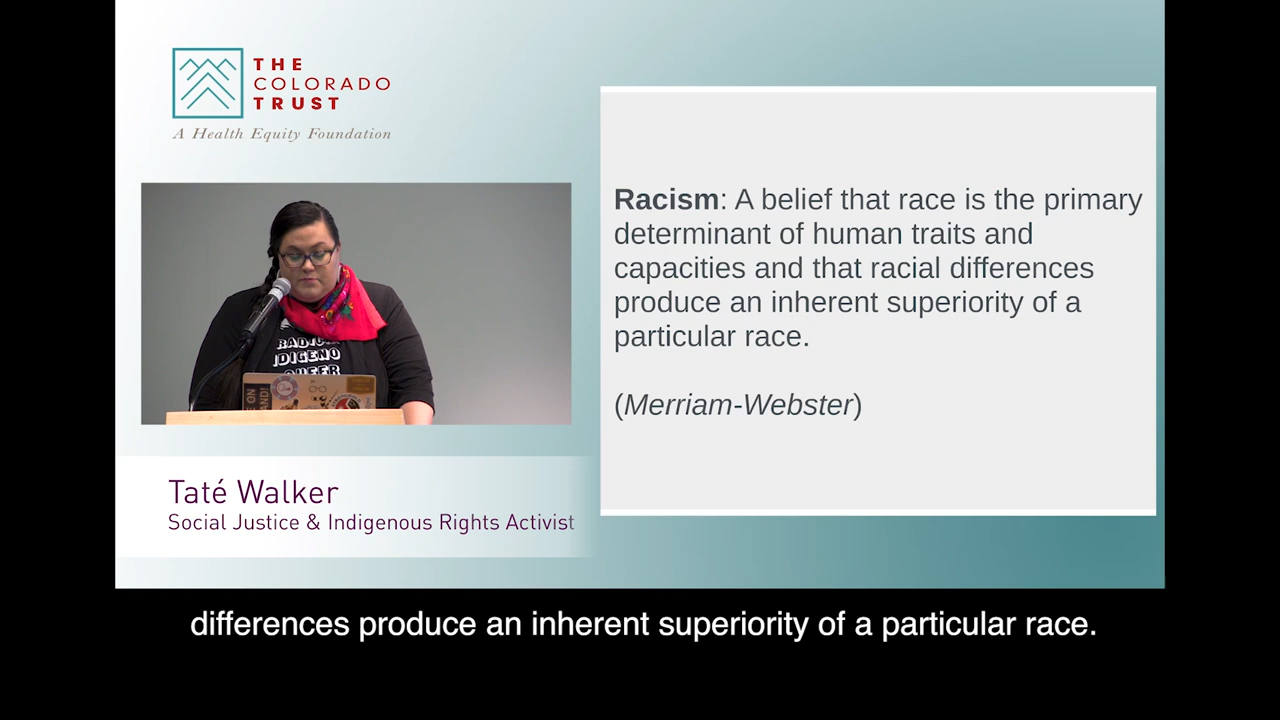 THE
COLORADO
TRUST
A Health Equity Foundation
Racism: A belief that race is the primary
determinant of human traits and
capacities and that racial differences
produce an inherent superiority of a
particular race.
(Merriam-Webster)
QUEER
Taté Walker
Social Justice & Indigenous Rights Activist
differences produce an inherent superiority of a particular race.